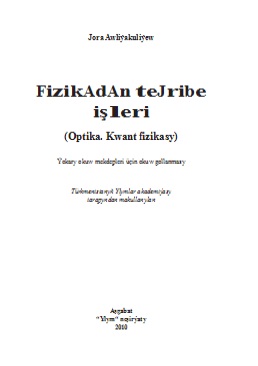 Jora Awliýakuliýew
FizikAdAn teJribe
işleri
(Optika. Kwant fizikasy)
Ýokary okuw mekdepleri üçin okuw gollanmasy
Türkmenistanyň Ylymlar akademiýasy
tarapyndan makullanylan
Aşgabat
"Ylym" neşirýaty
2010